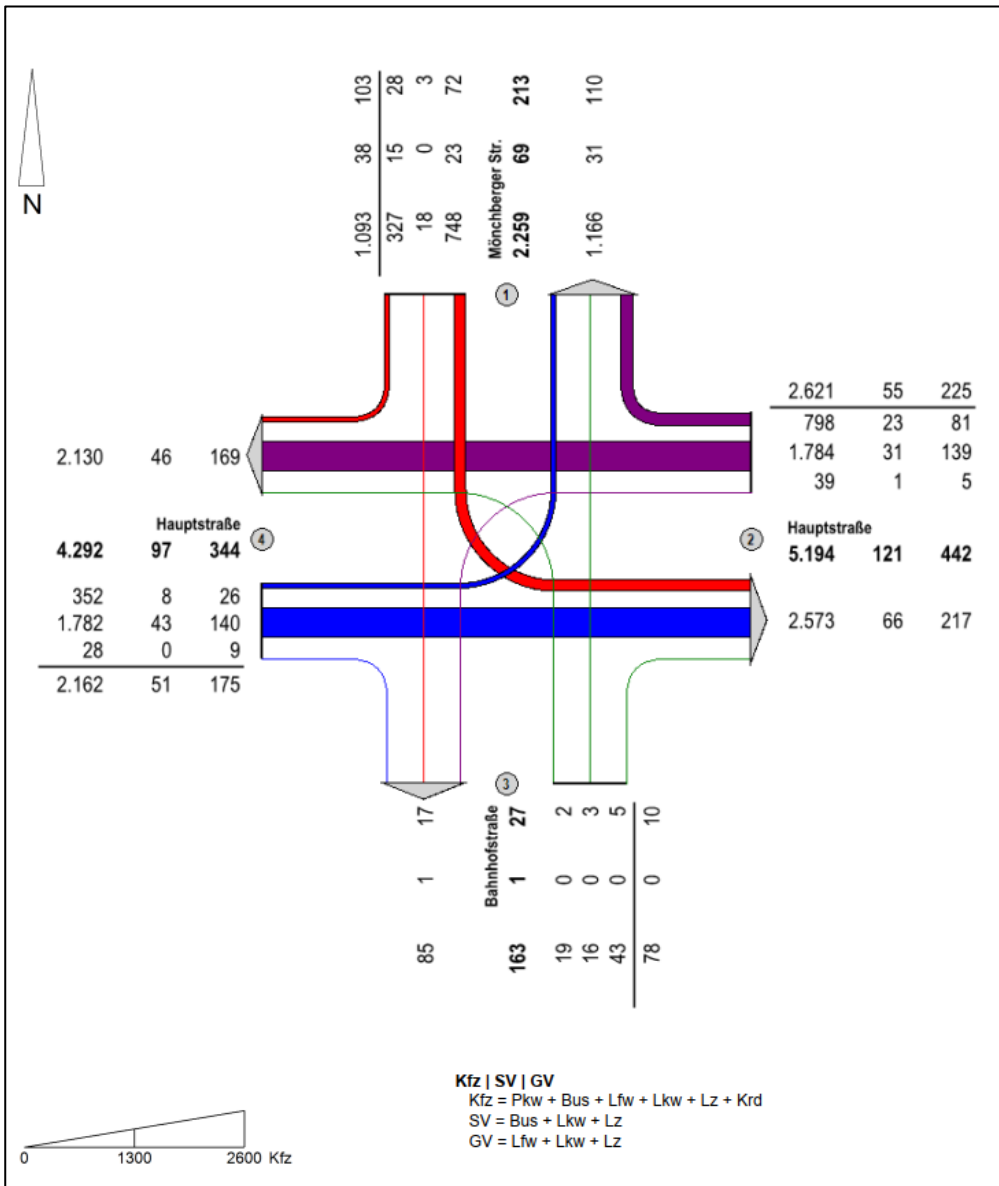 N
103 28 3 72 213 110
38 15 0 23 69 31
1.093 327 18 748 2.259 1.166
Mönchberger Str.
1
2.621 55 225
798 23 81
1.784 31 139
39 1 5
2.130 46 169
Hauptstraße
4.292 97 344
4
352 8 26
1.782 43 140
28 0 9
2.162 51 175
2
Hauptstraße
5.194 121 442
2.573 66 217
3
17 27 2 3 5 10
1 1 0 0 0 0
85 163 19 16 43 78
Bahnhofstraße
Kfz | SV | GV
Kfz = Pkw + Bus + Lfw + Lkw + Lz + Krd
SV = Bus + Lkw + Lz
GV = Lfw + Lkw + Lz
0 1300 2600 Kfz